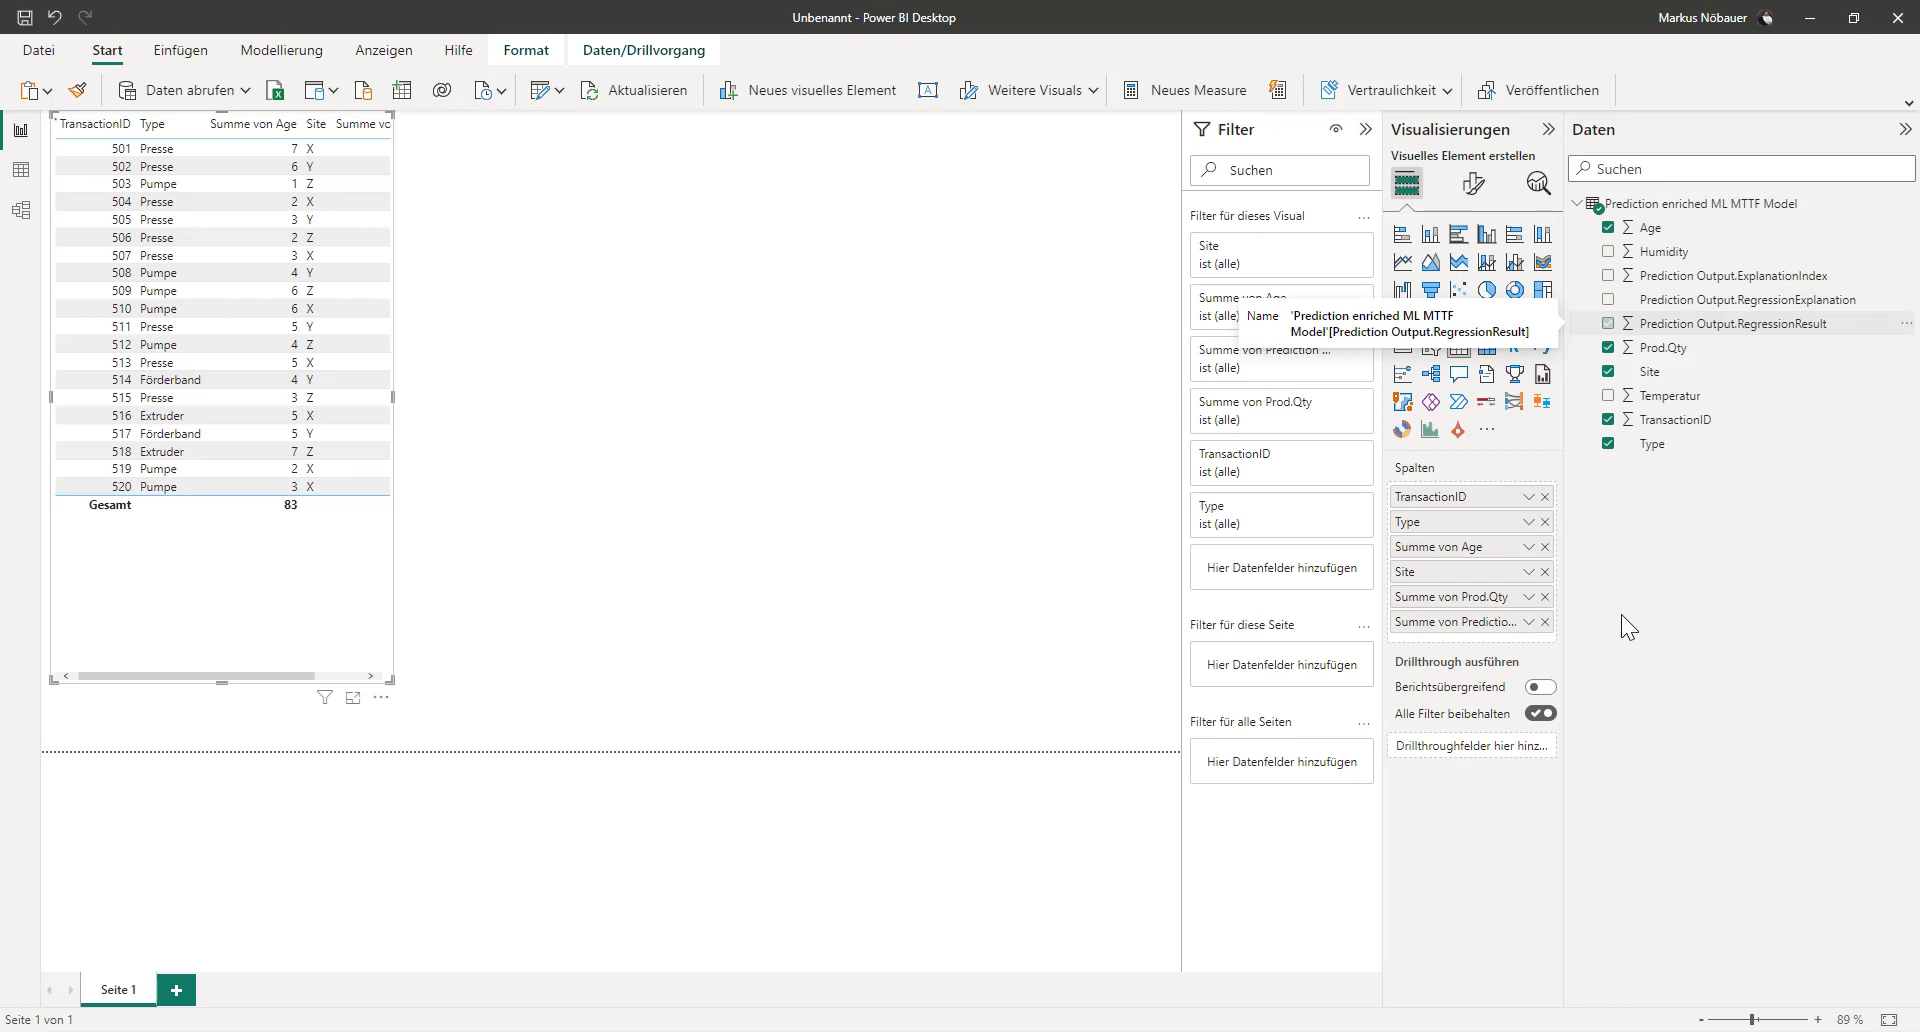 Unbenannt - Power BI Desktop
Markus Nöbauer
Datei Start Einfügen Modellierung Anzeigen Hilfe Format Daten/Drillvorgang
Daten abrufen Aktualisieren Neues visuelles Element Weitere Visuals Neues Measure Vertraulichkeit Veröffentlichen
TransactionID Type Summe von Age Site Summe vo
501 Presse 7 X
502 Presse 6 Y
503 Pumpe 1 Z
504 Presse 2 X
505 Presse 3 Y
506 Presse 2 Z
507 Presse 3 X
508 Pumpe 4 Y
509 Pumpe 6 Z
510 Pumpe 6 X
511 Presse 5 Y
512 Pumpe 4 Z
513 Presse 5 X
514 Förderband 4 Y
515 Presse 3 Z
516 Extruder 5 X
517 Förderband 5 Y
518 Extruder 7 Z
519 Pumpe 2 X
520 Pumpe 3 X
Gesamt 83
Filter
Suchen
Filter für dieses Visual ...
Site
ist (alle)
Summe von Age
ist (alle)
Summe von Prediction ...
ist (alle)
Summe von Prod.Qty
ist (alle)
TransactionID
ist (alle)
Type
ist (alle)
Hier Datenfelder hinzufügen
Filter für diese Seite ...
Hier Datenfelder hinzufügen
Filter für alle Seiten ...
Hier Datenfelder hinzufügen
Name 'Prediction enriched ML MTTF
Model'[Prediction Output.RegressionResult]
Visualisierungen
Visuelles Element erstellen
Spalten
TransactionID
Type
Summe von Age
Site
Summe von Prod.Qty
Summe von Predictio...
Drillthrough ausführen
Berichtsübergreifend
Alle Filter beibehalten
Drillthroughfelder hier hinz...
Daten
Suchen
Prediction enriched ML MTTF Model
Age
Humidity
Prediction Output.ExplanationIndex
Prediction Output.RegressionExplanation
Prediction Output.RegressionResult ...
Prod.Qty
Site
Temperatur
TransactionID
Type
Seite 1 +
Seite 1 von 1
- + 89 %